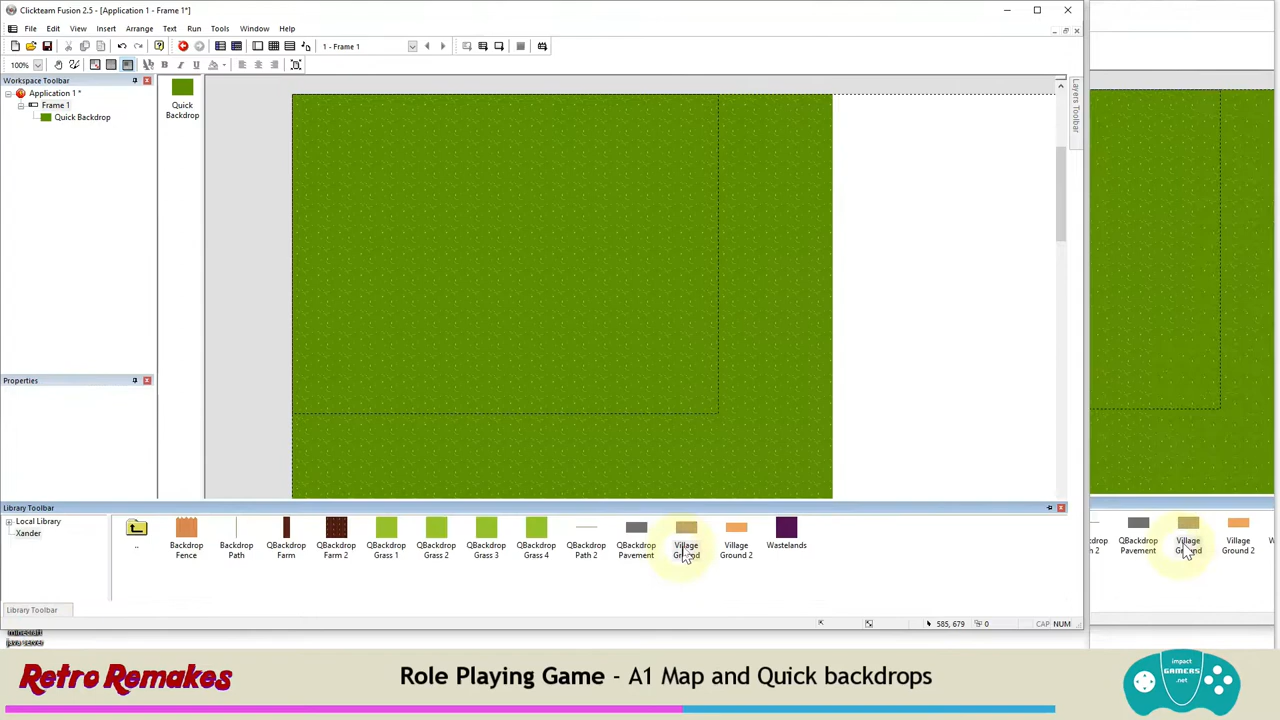 Clickteam Fusion 2.5 - [Application 1 - Frame 1*]
File Edit View Insert Arrange Text Run Tools Window Help
1 - Frame 1
100%
Workspace Toolbar
Application 1 *
Frame 1
Quick Backdrop
Quick
Backdrop
Layers Toolbar
Properties
Library Toolbar
Local Library
Xander
..
Backdrop
Fence
Backdrop
Path
QBackdrop
Farm
QBackdrop
Farm 2
QBackdrop
Grass 1
QBackdrop
Grass 2
QBackdrop
Grass 3
QBackdrop
Grass 4
QBackdrop
Path 2
QBackdrop
Pavement
Village
Ground
Village
Ground 2
Wastelands
QBackdrop
Pavement
Village
Ground
Village
Ground 2
Library Toolbar
585, 679 0 CAP NUM
minecraft
java server
Retro Remakes
Role Playing Game - A1 Map and Quick backdrops
impact
GAMERS
.net